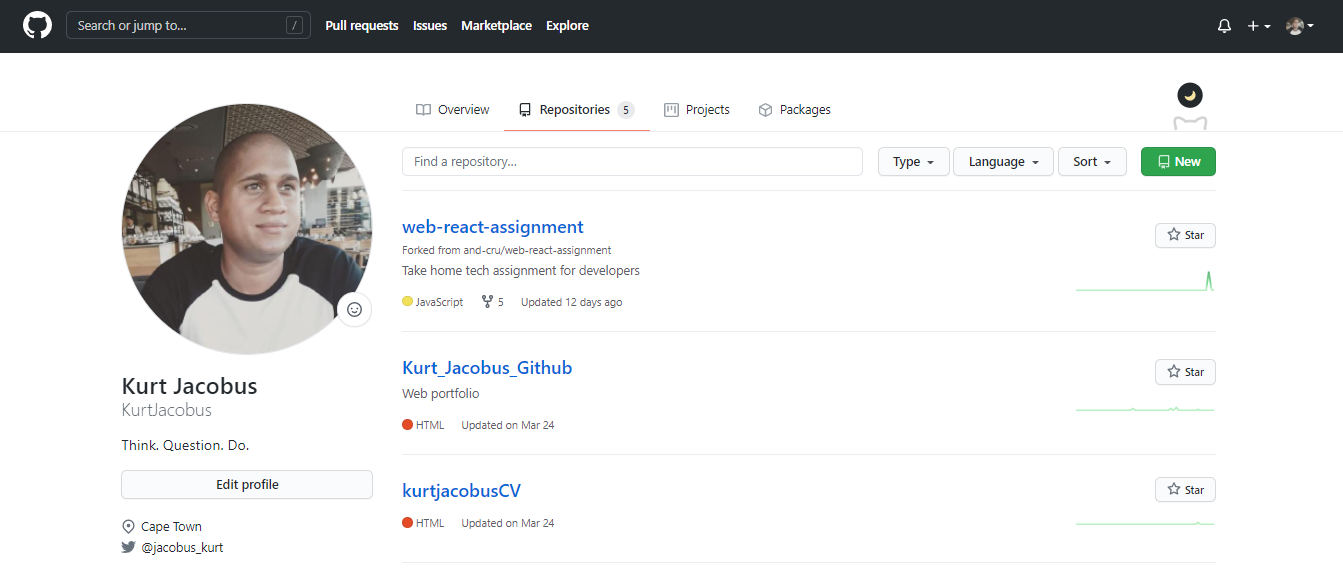 Search or jump to... /
Pull requests Issues Marketplace Explore
Overview Repositories 5 Projects Packages
Find a repository... Type Language Sort New
web-react-assignment
Star
Forked from and-cru/web-react-assignment
Take home tech assignment for developers
JavaScript 5 Updated 12 days ago
Kurt_Jacobus_Github
Star
Web portfolio
HTML Updated on Mar 24
kurtjacobusCV
Star
HTML Updated on Mar 24
Kurt Jacobus
KurtJacobus
Think. Question. Do.
Edit profile
Cape Town
@jacobus_kurt